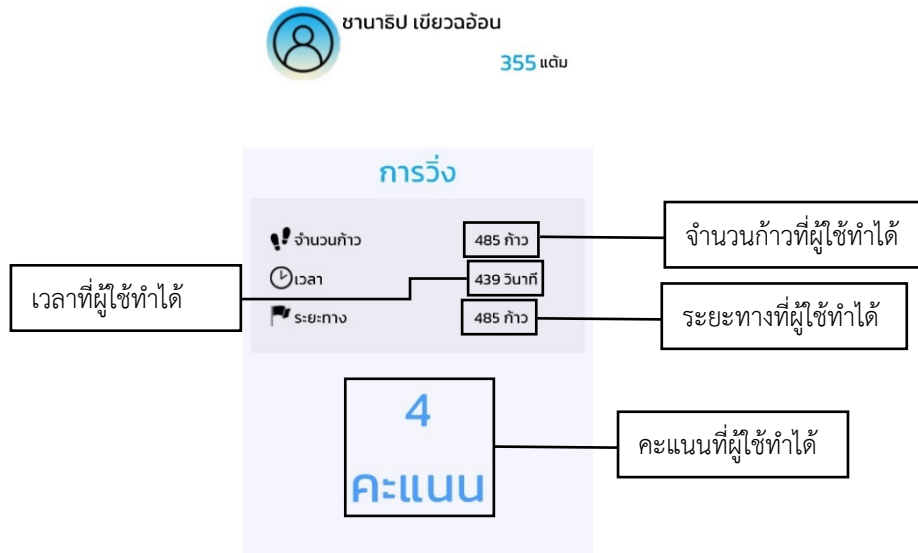 ชานาธิป เขียวฉอ้อน
355 แต้ม
การวิ่ง
จำนวนก้าว 485 ก้าว
จำนวนก้าวที่ผู้ใช้ทำได้
เวลา 439 วินาที
เวลาที่ผู้ใช้ทำได้
ระยะทาง 485 ก้าว
ระยะทางที่ผู้ใช้ทำได้
4
คะแนน
คะแนนที่ผู้ใช้ทำได้